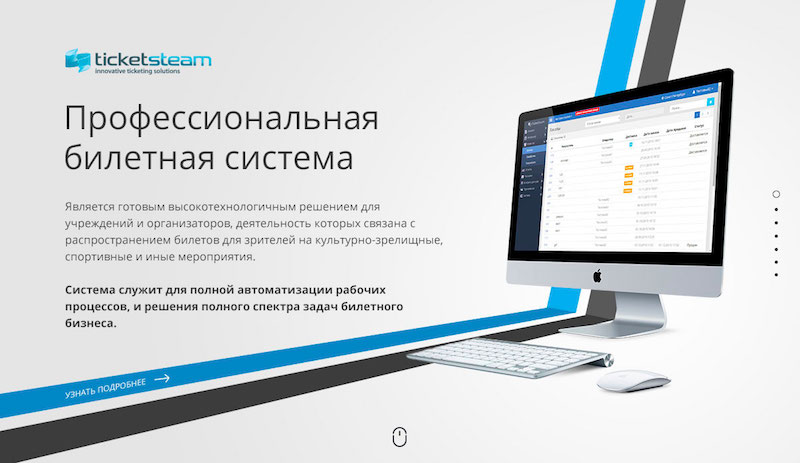 ticketsteam
innovative ticketing solutions
Профессиональная
билетная система
Является готовым высокотехнологичным решением для
учреждений и организаторов, деятельность которых связана с
распространением билетов для зрителей на культурно-зрелищные,
спортивные и иные мероприятия.
Система служит для полной автоматизации рабочих
процессов, и решения полного спектра задач билетного
бизнеса.
УЗНАТЬ ПОДРОБНЕЕ